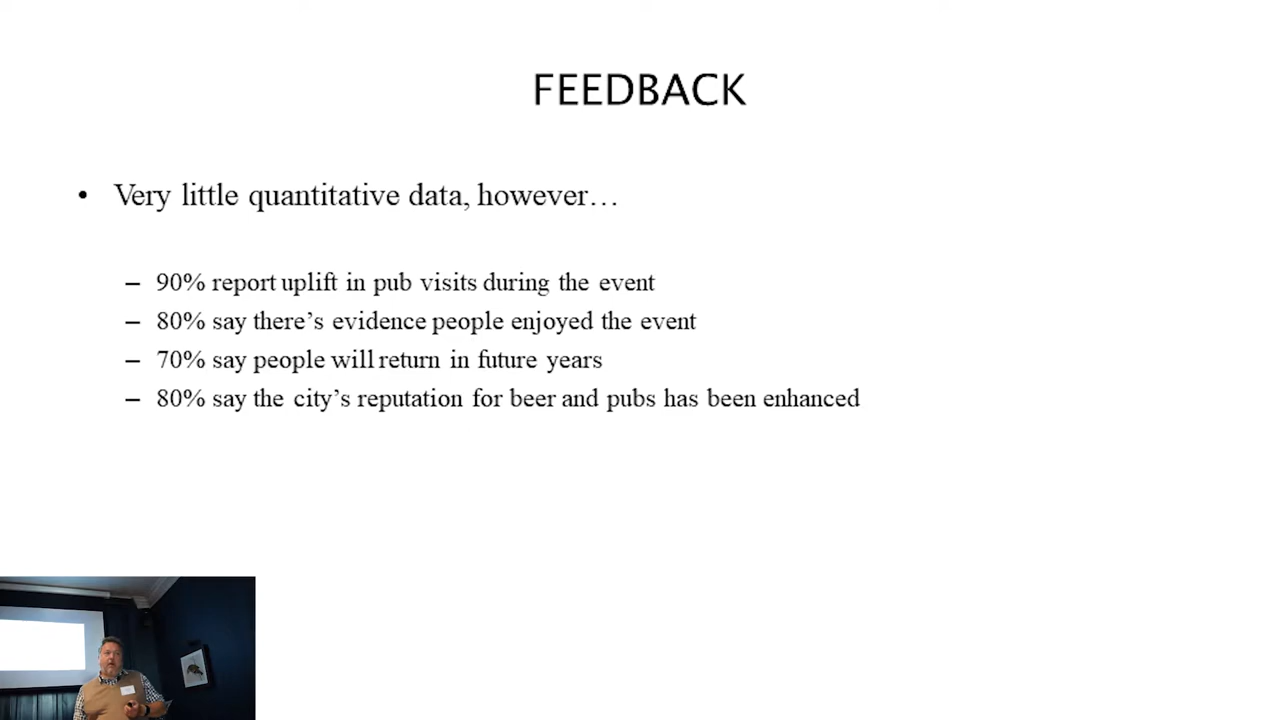 FEEDBACK
• Very little quantitative data, however…
– 90% report uplift in pub visits during the event
– 80% say there’s evidence people enjoyed the event
– 70% say people will return in future years
– 80% say the city’s reputation for beer and pubs has been enhanced